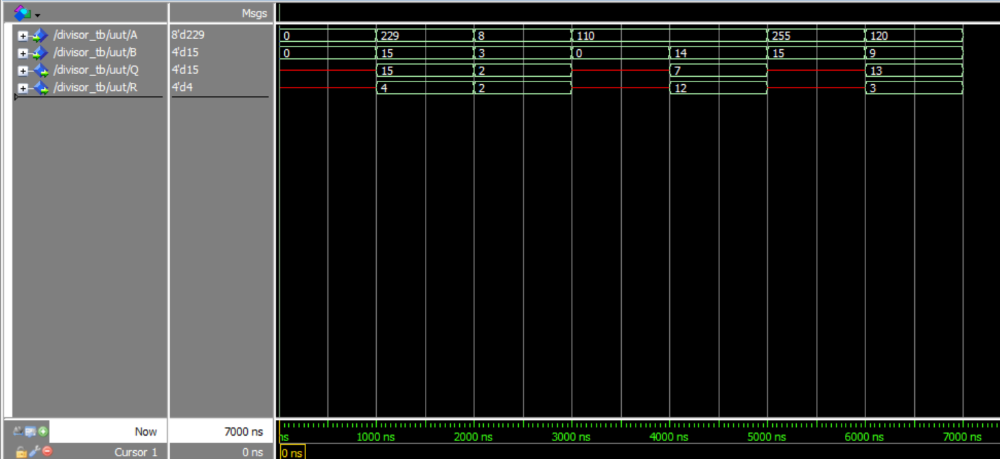 Msgs
/divisor_tb/uut/A 8'd229 0 229 8 110 255 120
/divisor_tb/uut/B 4'd15 0 15 3 0 14 15 9
/divisor_tb/uut/Q 4'd15 15 2 7 13
/divisor_tb/uut/R 4'd4 4 2 12 3
Now 7000 ns ns 1000 ns 2000 ns 3000 ns 4000 ns 5000 ns 6000 ns 7000 ns
Cursor 1 0 ns 0 ns